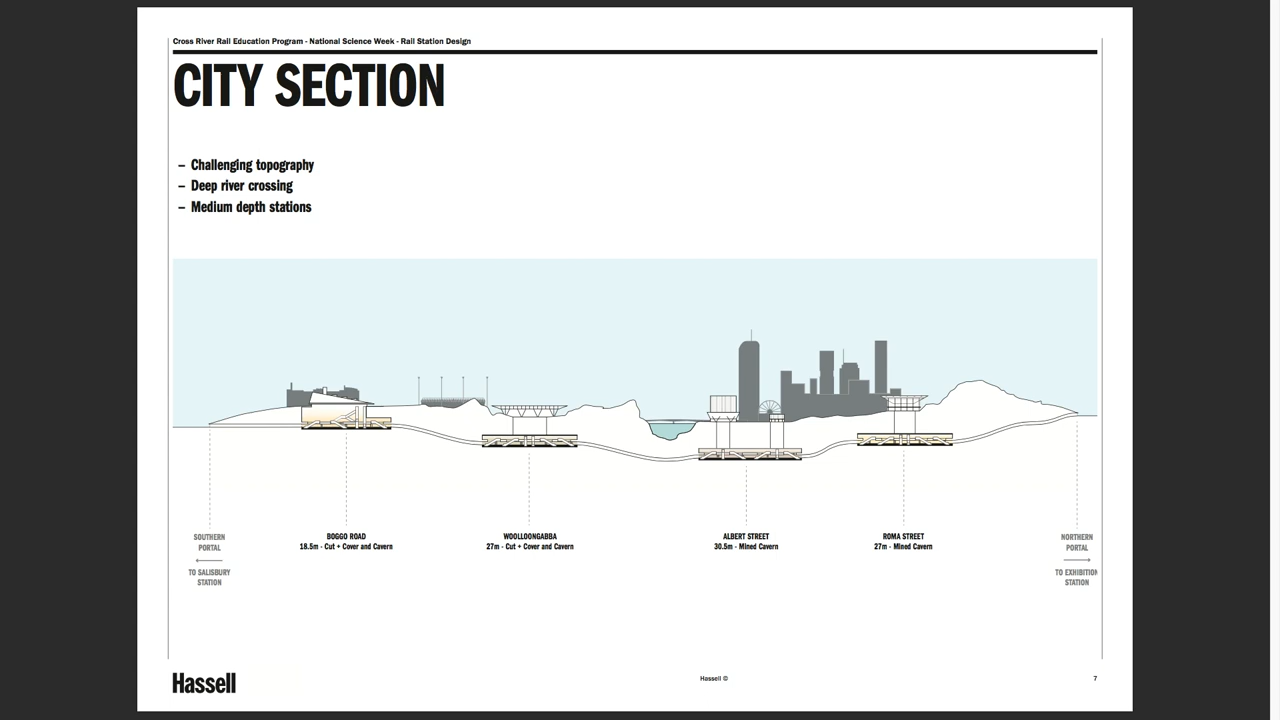 Cross River Rail Education Program - National Science Week - Rail Station Design
CITY SECTION
– Challenging topography
– Deep river crossing
– Medium depth stations
SOUTHERN
PORTAL
TO SALISBURY
STATION
BOGGO ROAD
18.5m - Cut + Cover and Cavern
WOOLLOONGABBA
27m - Cut + Cover and Cavern
ALBERT STREET
30.5m - Mined Cavern
ROMA STREET
27m - Mined Cavern
NORTHERN
PORTAL
TO EXHIBITION
STATION
Hassell
Hassell ©
7